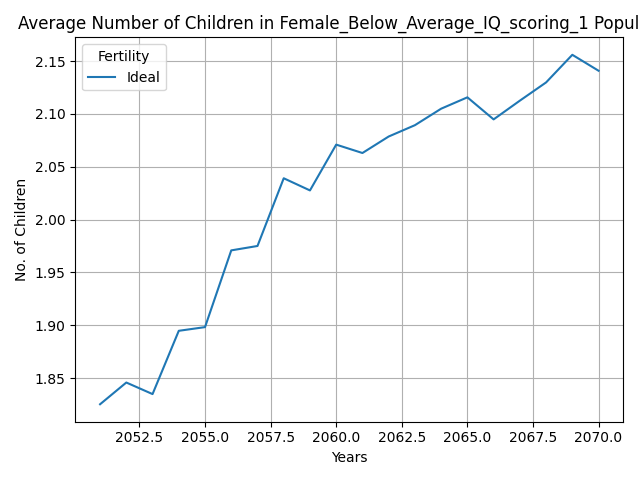 Average Number of Children in Female_Below_Average_IQ_scoring_1 Popul
Fertility
Ideal
2.15
2.10
2.05
2.00
1.95
1.90
1.85
No. of Children
2052.5 2055.0 2057.5 2060.0 2062.5 2065.0 2067.5 2070.0
Years